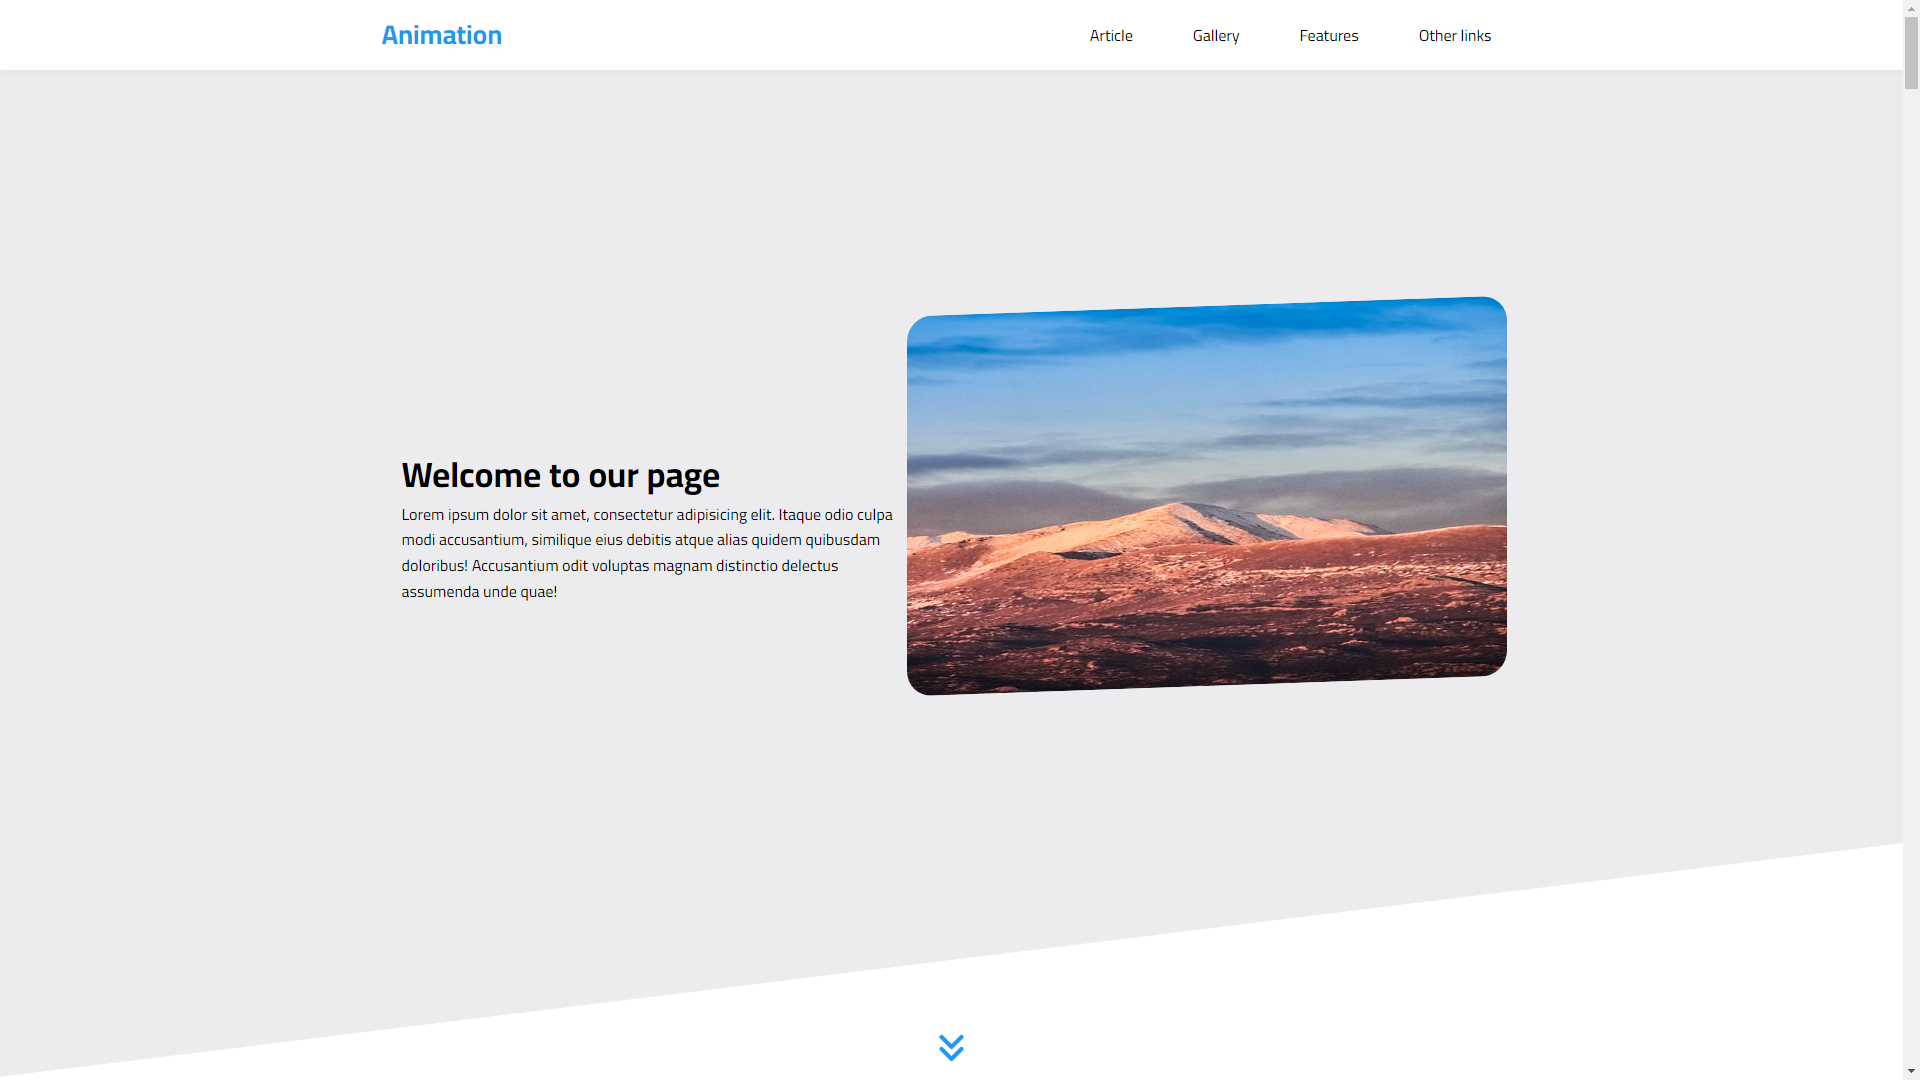 Animation
Article
Gallery
Features
Other links
Welcome to our page
Lorem ipsum dolor sit amet, consectetur adipisicing elit. Itaque odio culpa
modi accusantium, similique eius debitis atque alias quidem quibusdam
doloribus! Accusantium odit voluptas magnam distinctio delectus
assumenda unde quae!